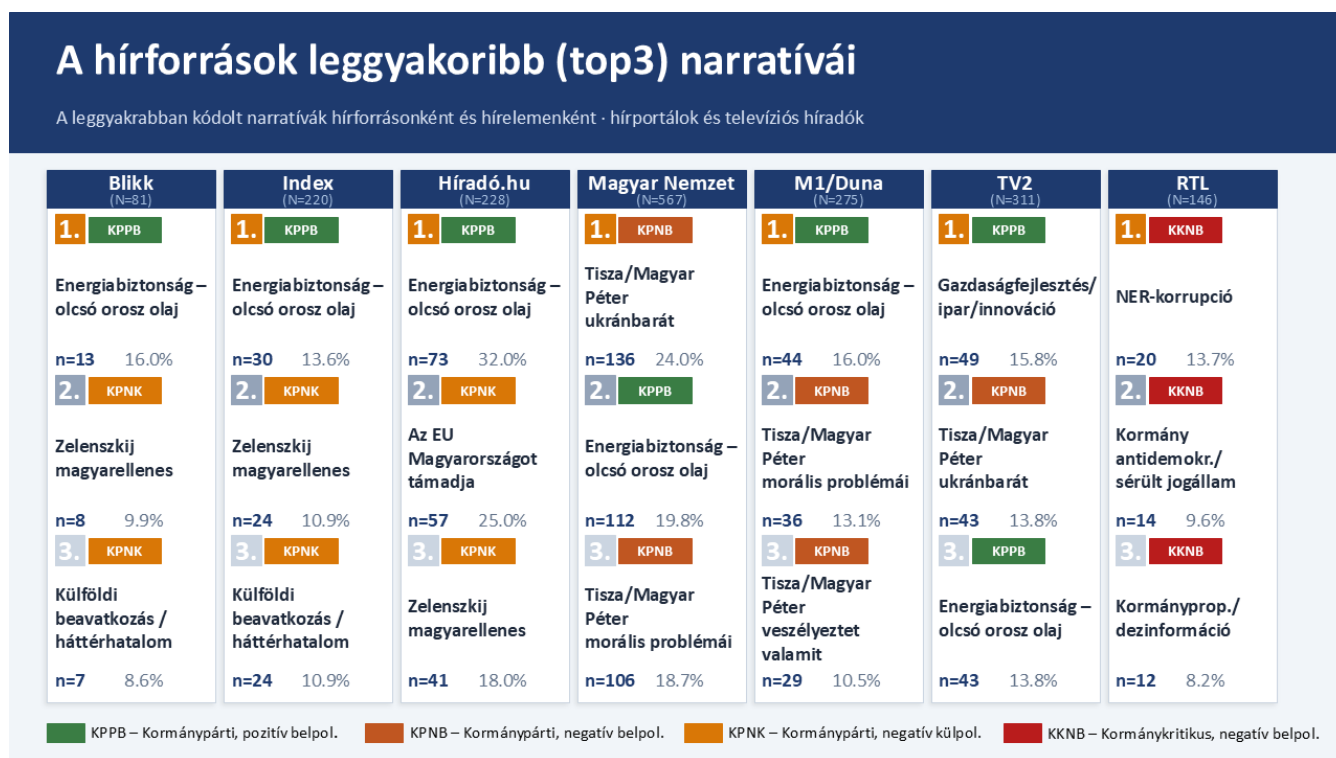 A hírforrások leggyakoribb (top3) narratívái
A leggyakrabban kódolt narratívák hírforrásonként és hírelemenként · hírportálok és televíziós híradók
Blikk
(N=81)
1. KPPB
Energiabiztonság –
olcsó orosz olaj
n=13 16.0%
2. KPNK
Zelenszkij
magyarellenes
n=8 9.9%
3. KPNK
Külföldi
beavatkozás /
háttérhatalom
n=7 8.6%
Index
(N=220)
1. KPPB
Energiabiztonság –
olcsó orosz olaj
n=30 13.6%
2. KPNK
Zelenszkij
magyarellenes
n=24 10.9%
3. KPNK
Külföldi
beavatkozás /
háttérhatalom
n=24 10.9%
Híradó.hu
(N=228)
1. KPPB
Energiabiztonság –
olcsó orosz olaj
n=73 32.0%
2. KPNK
Az EU
Magyarországot
támadja
n=57 25.0%
3. KPNK
Zelenszkij
magyarellenes
n=41 18.0%
Magyar Nemzet
(N=567)
1. KPNB
Tisza/Magyar
Péter
ukránbarát
n=136 24.0%
2. KPPB
Energiabiztonság –
olcsó orosz olaj
n=112 19.8%
3. KPNB
Tisza/Magyar
Péter
morális problémái
n=106 18.7%
M1/Duna
(N=275)
1. KPPB
Energiabiztonság –
olcsó orosz olaj
n=44 16.0%
2. KPNB
Tisza/Magyar
Péter
morális problémái
n=36 13.1%
3. KPNB
Tisza/Magyar
Péter
veszélyeztet
valamit
n=29 10.5%
TV2
(N=311)
1. KPPB
Gazdaságfejlesztés/
ipar/innováció
n=49 15.8%
2. KPNB
Tisza/Magyar
Péter
ukránbarát
n=43 13.8%
3. KPPB
Energiabiztonság –
olcsó orosz olaj
n=43 13.8%
RTL
(N=146)
1. KKNB
NER-korrupció
n=20 13.7%
2. KKNB
Kormány
antidemokr./
sérült jogállam
n=14 9.6%
3. KKNB
Kormányprop./
dezinformáció
n=12 8.2%
KPPB – Kormánypárti, pozitív belpol.
KPNB – Kormánypárti, negatív belpol.
KPNK – Kormánypárti, negatív külpol.
KKNB – Kormánykritikus, negatív belpol.